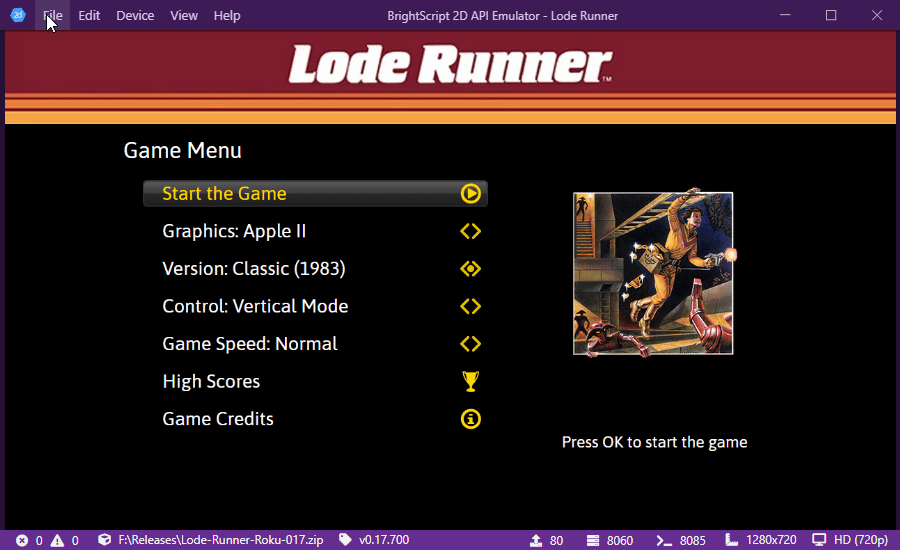 2d File Edit Device View Help BrightScript 2D API Emulator - Lode Runner
Lode Runner™
Game Menu
Start the Game
Graphics: Apple II
Version: Classic (1983)
Control: Vertical Mode
Game Speed: Normal
High Scores
Game Credits
Press OK to start the game
0 0 F:\Releases\Lode-Runner-Roku-017.zip v0.17.700 80 8060 8085 1280x720 HD (720p)